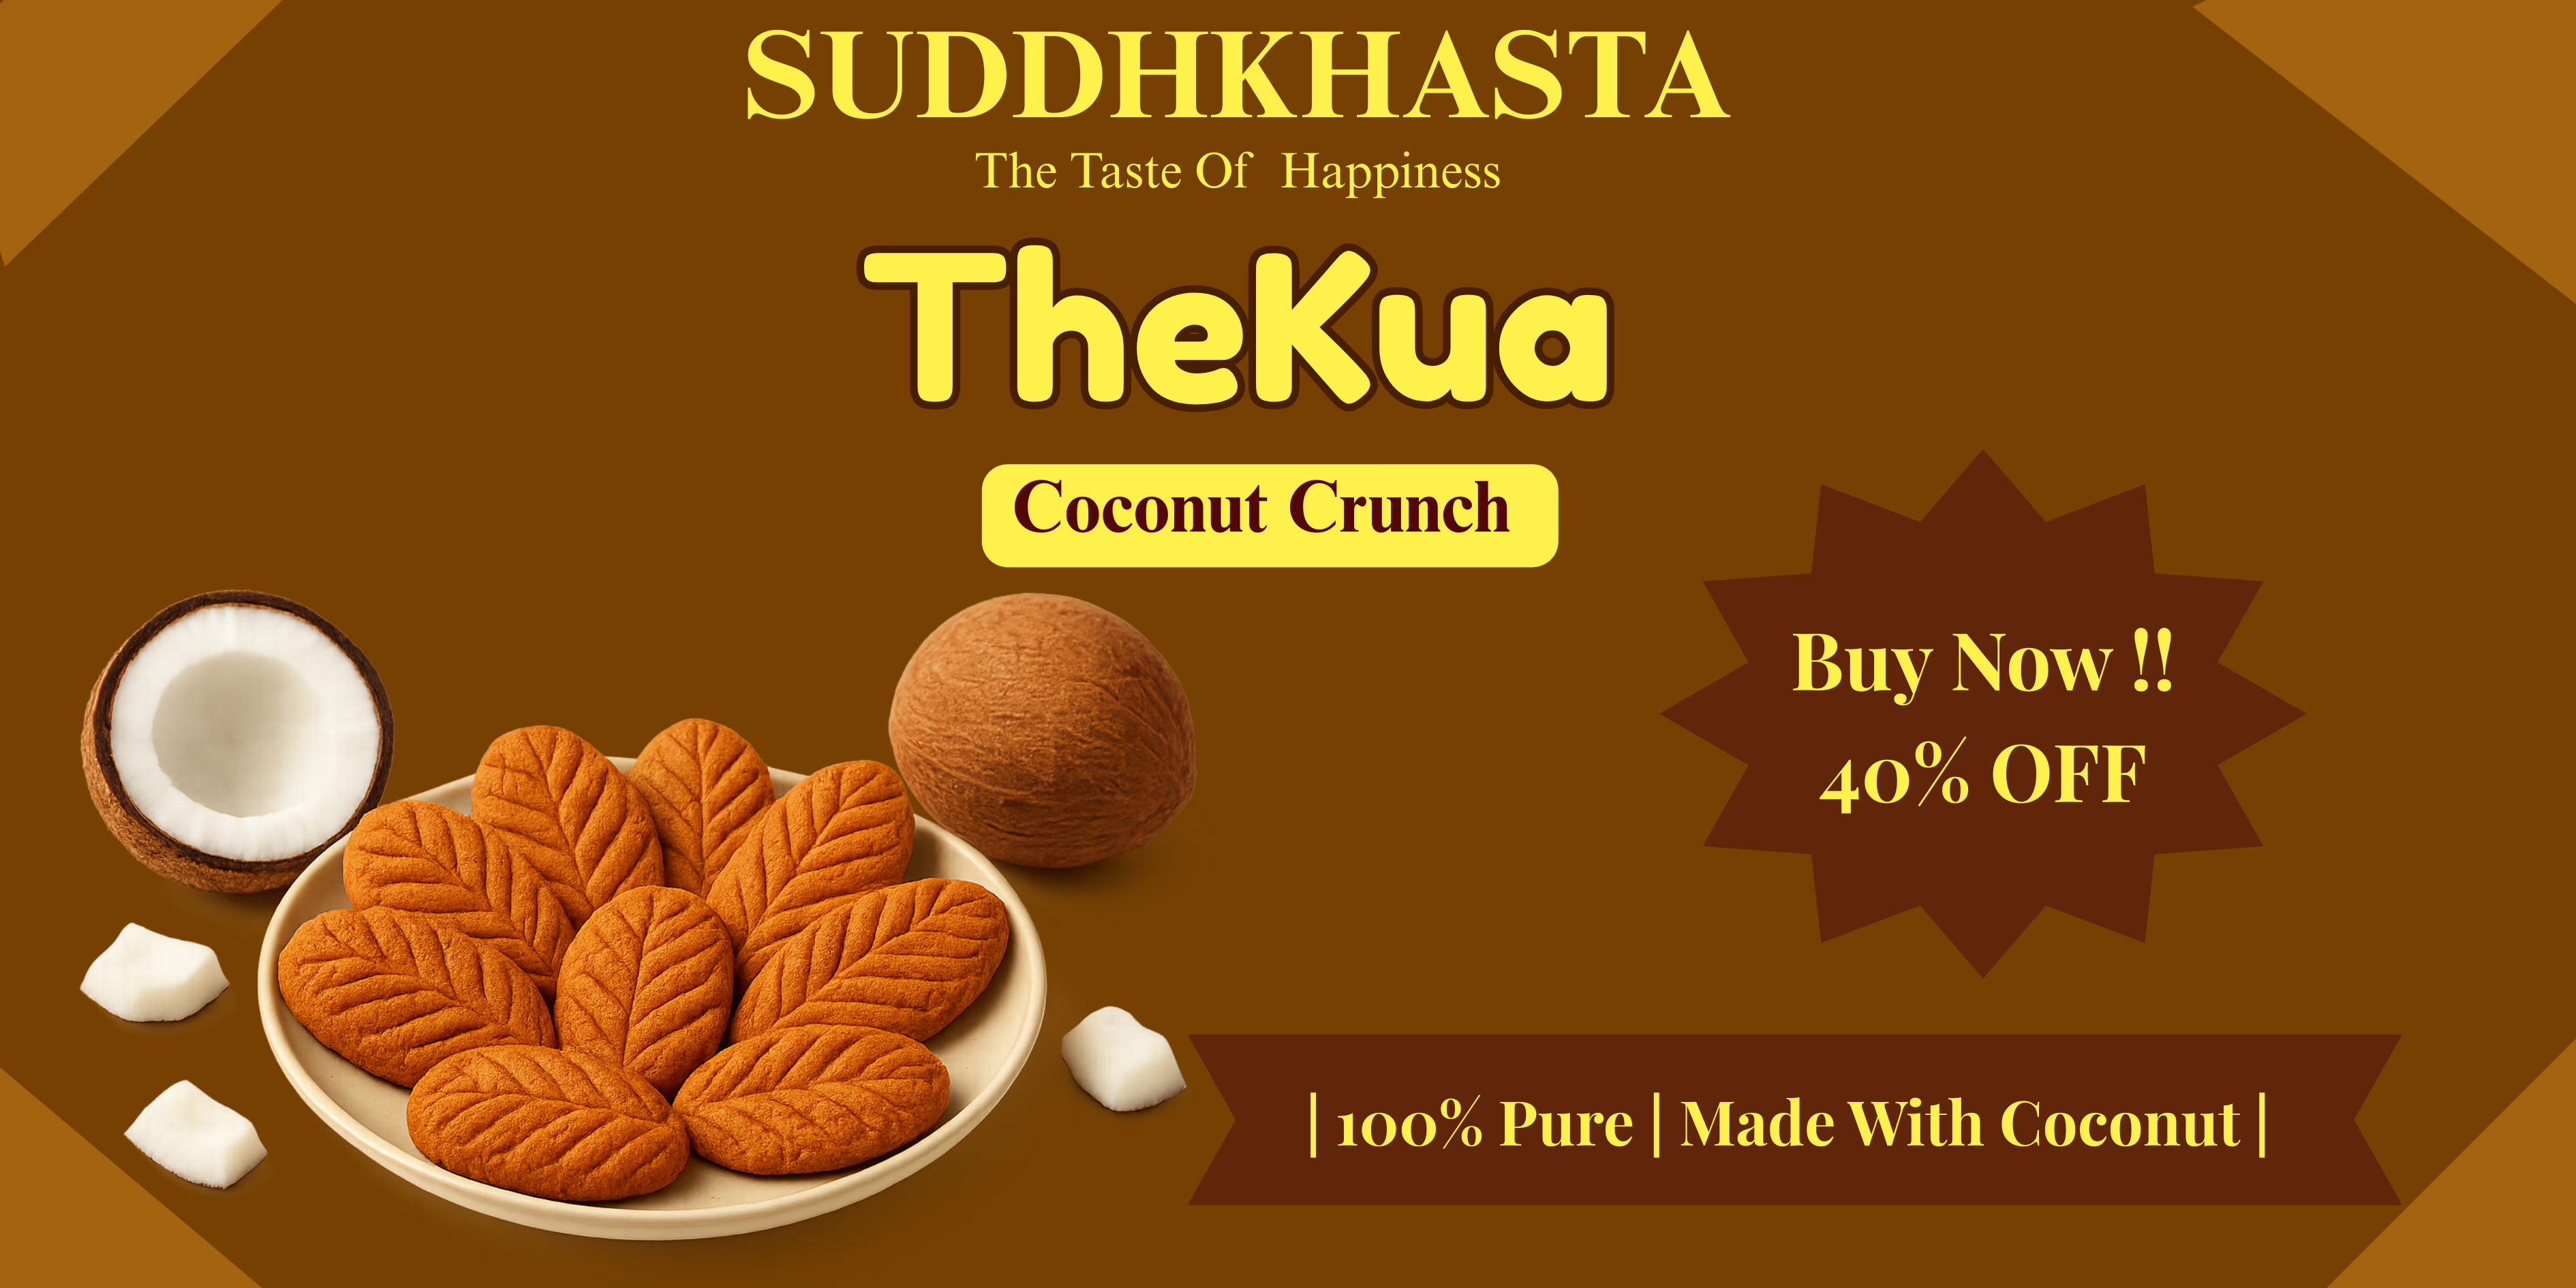 SUDDHKHASTA
The Taste Of Happiness
TheKua
Coconut Crunch
Buy Now !!
40% OFF
| 100% Pure | Made With Coconut |